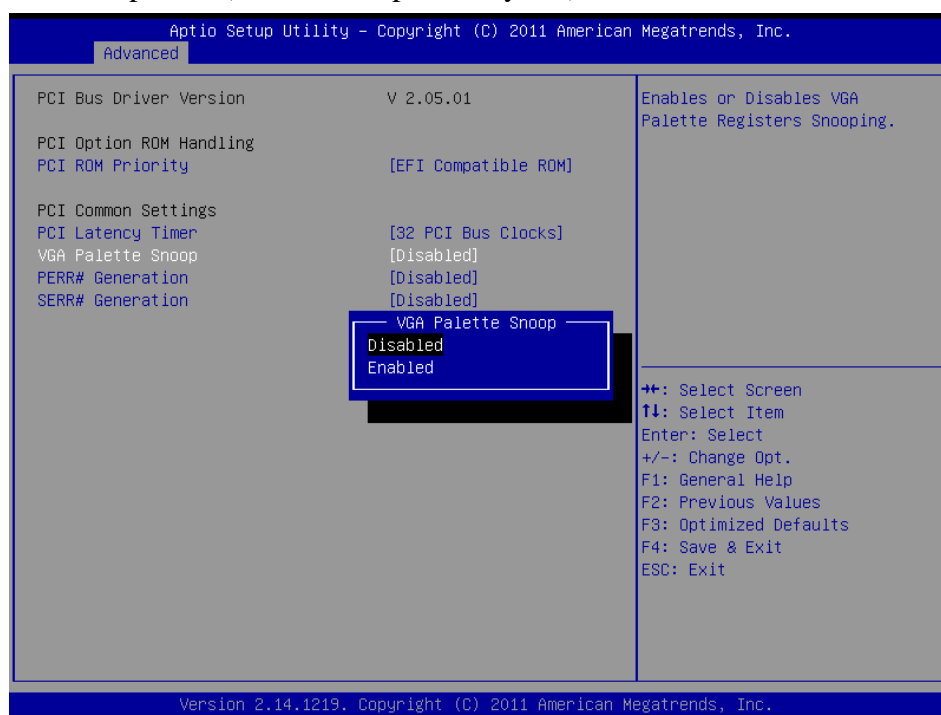 Aptio Setup Utility – Copyright (C) 2011 American Megatrends, Inc.
Advanced
PCI Bus Driver Version V 2.05.01
PCI Option ROM Handling
PCI ROM Priority [EFI Compatible ROM]
PCI Common Settings
PCI Latency Timer [32 PCI Bus Clocks]
VGA Palette Snoop [Disabled]
PERR# Generation [Disabled]
SERR# Generation [Disabled]
VGA Palette Snoop
Disabled
Enabled
Enables or Disables VGA
Palette Registers Snooping.
→←: Select Screen
↑↓: Select Item
Enter: Select
+/-: Change Opt.
F1: General Help
F2: Previous Values
F3: Optimized Defaults
F4: Save & Exit
ESC: Exit
Version 2.14.1219. Copyright (C) 2011 American Megatrends, Inc.